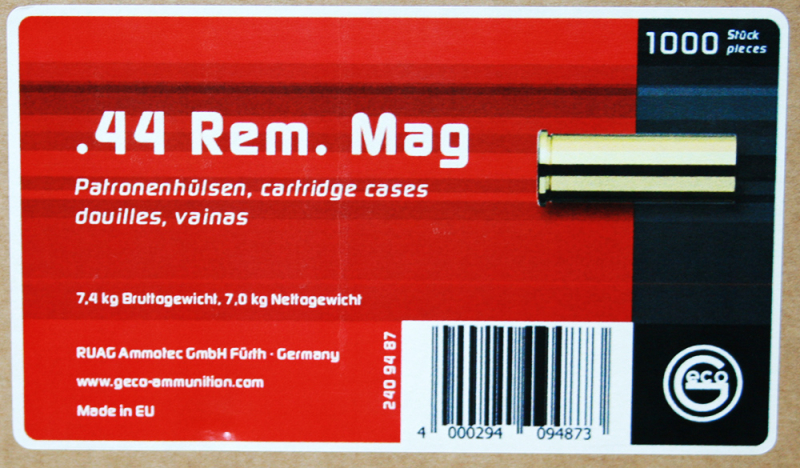 1000 Stück
pieces
.44 Rem. Mag
Patronenhülsen, cartridge cases
douilles, vainas
7,4 kg Bruttogewicht, 7,0 kg Nettogewicht
RUAG Ammotec GmbH Fürth · Germany
www.geco-ammunition.com
Made in EU
240 94 87
4 000294 094873
Geco